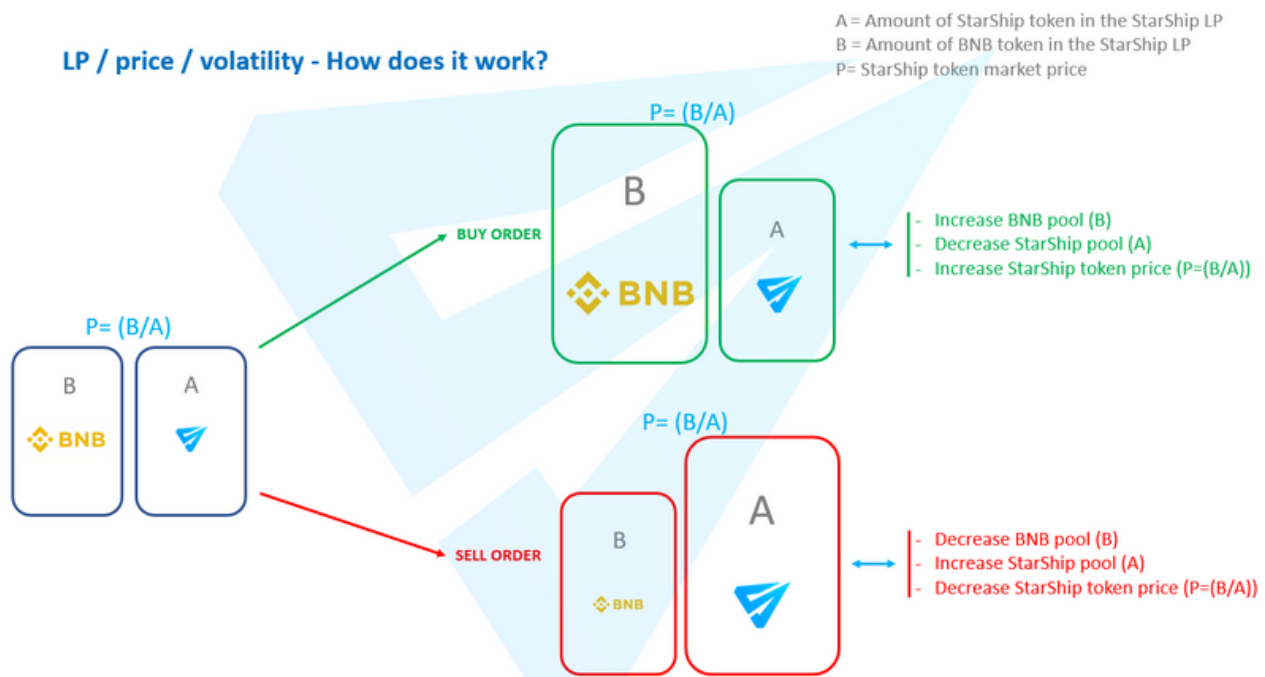 A = Amount of StarShip token in the StarShip LP
B = Amount of BNB token in the StarShip LP
P= StarShip token market price
LP / price / volatility - How does it work?
P= (B/A)
B
BNB
A
BUY ORDER
- Increase BNB pool (B)
- Decrease StarShip pool (A)
- Increase StarShip token price (P=(B/A))
P= (B/A)
B
BNB
A
P= (B/A)
B
BNB
A
SELL ORDER
- Decrease BNB pool (B)
- Increase StarShip pool (A)
- Decrease StarShip token price (P=(B/A))